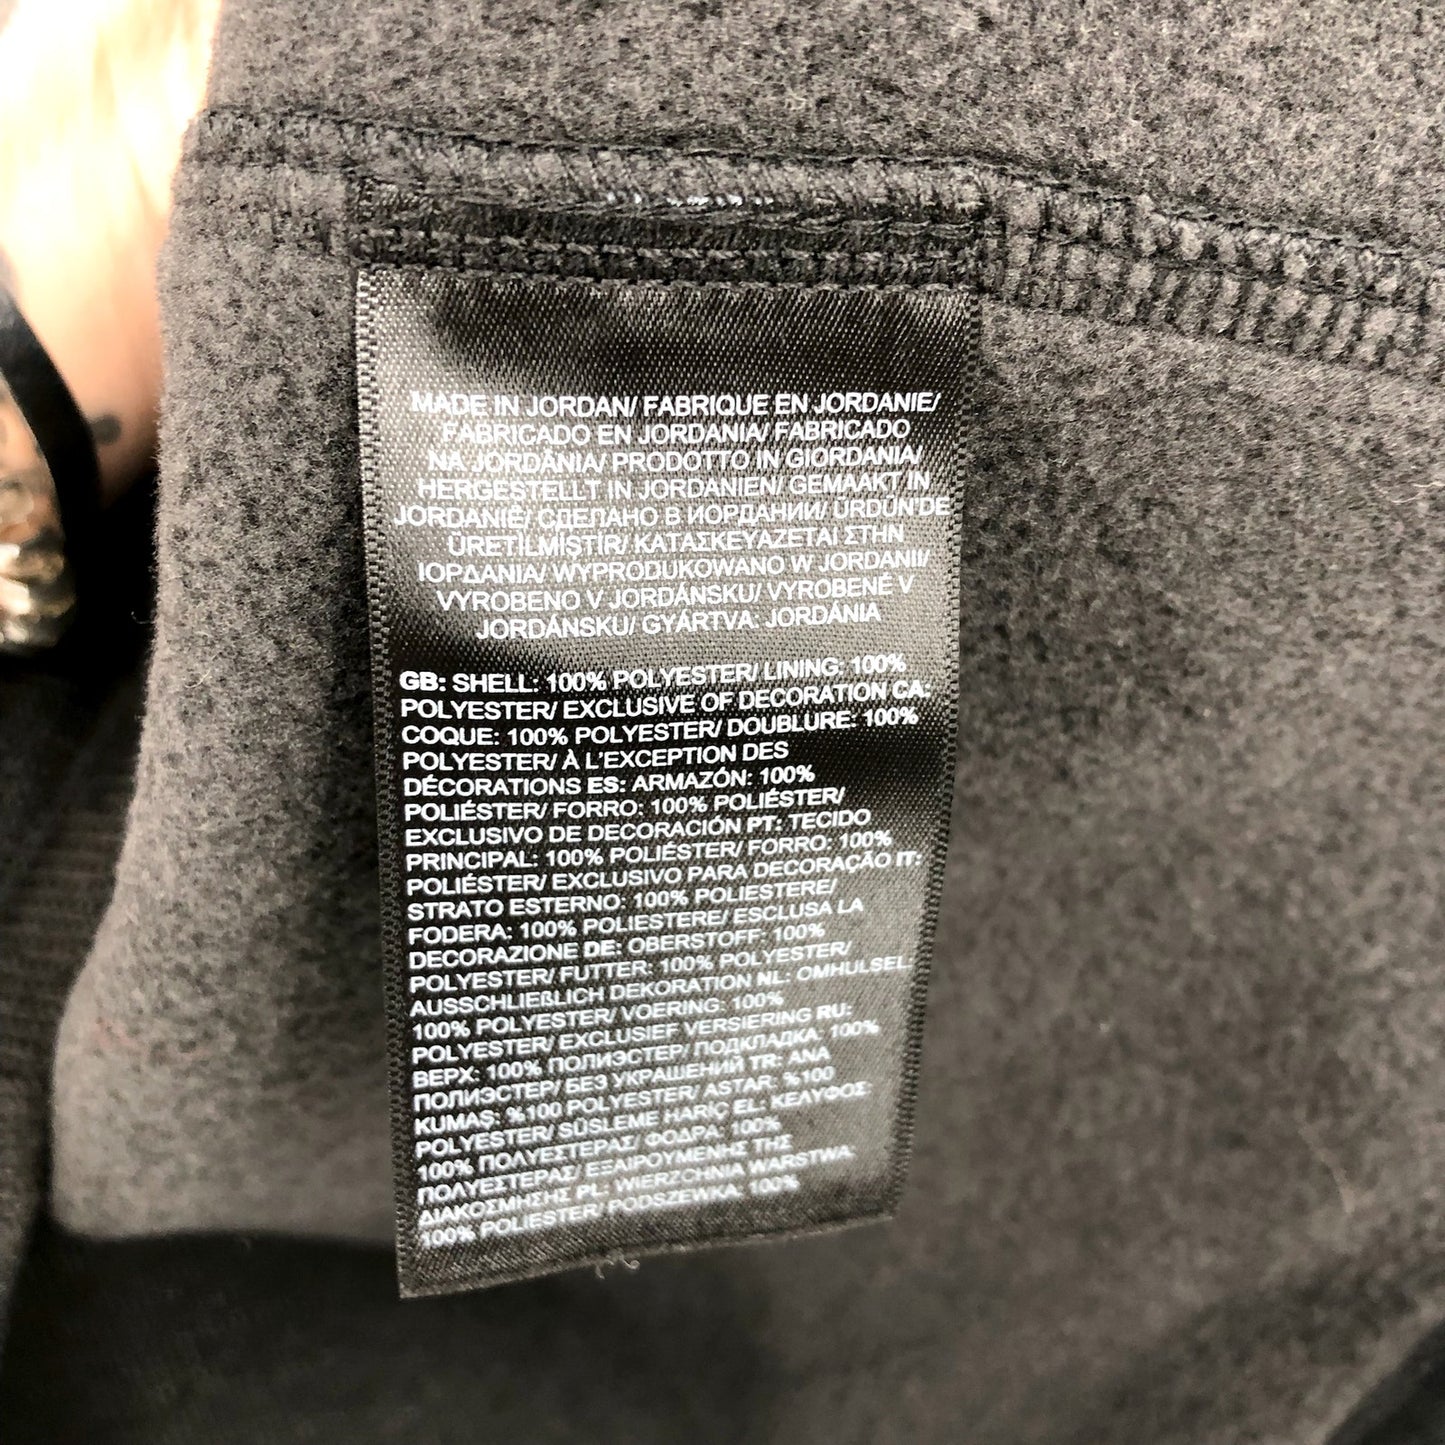 MADE IN JORDAN/ FABRIQUE EN JORDANIE/
FABRICADO EN JORDANIA/ FABRICADO
NA JORDÂNIA/ PRODOTTO IN GIORDANIA/
HERGESTELLT IN JORDANIEN/ GEMAAKT IN
JORDANIË/ СДЕЛАНО В ИОРДАНИИ/ ÜRDÜN'DE
ÜRETİLMİŞTİR/ ΚΑΤΑΣΚΕΥΑΖΕΤΑΙ ΣΤΗΝ
ΙΟΡΔΑΝΙΑ/ WYPRODUKOWANO W JORDANII/
VYROBENO V JORDÁNSKU/ VYROBENÉ V
JORDÁNSKU/ GYÁRTVA: JORDÁNIA
GB: SHELL: 100% POLYESTER/ LINING: 100%
POLYESTER/ EXCLUSIVE OF DECORATION CA:
COQUE: 100% POLYESTER/ DOUBLURE: 100%
POLYESTER/ À L'EXCEPTION DES
DÉCORATIONS ES: ARMAZÓN: 100%
POLIÉSTER/ FORRO: 100% POLIÉSTER/
EXCLUSIVO DE DECORACIÓN PT: TECIDO
PRINCIPAL: 100% POLIÉSTER/ FORRO: 100%
POLIÉSTER/ EXCLUSIVO PARA DECORAÇÃO IT:
STRATO ESTERNO: 100% POLIESTERE/
FODERA: 100% POLIESTERE/ ESCLUSA LA
DECORAZIONE DE: OBERSTOFF: 100%
POLYESTER/ FUTTER: 100% POLYESTER/
AUSSCHLIEßLICH DEKORATION NL: OMHULSEL:
100% POLYESTER/ VOERING: 100%
POLYESTER/ EXCLUSIEF VERSIERING RU:
ВЕРХ: 100% ПОЛИЭСТЕР/ ПОДКЛАДКА: 100%
ПОЛИЭСТЕР/ БЕЗ УКРАШЕНИЙ TR: ANA
KUMAŞ: %100 POLYESTER/ ASTAR: %100
POLYESTER/ SÜSLEME HARİÇ EL: ΚΕΛΥΦΟΣ:
100% ΠΟΛΥΕΣΤΕΡΑΣ/ ΦΟΔΡΑ: 100%
ΠΟΛΥΕΣΤΕΡΑΣ/ ΕΞΑΙΡΟΥΜΕΝΗΣ ΤΗΣ
ΔΙΑΚΟΣΜΗΣΗΣ PL: WIERZCHNIA WARSTWA:
100% POLIESTER/ PODSZEWKA: 100%